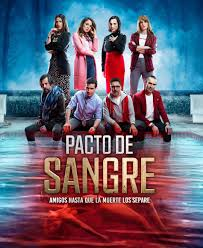 PACTO DE
SANGRE
AMIGOS HASTA QUE LA MUERTE LOS SEPARE